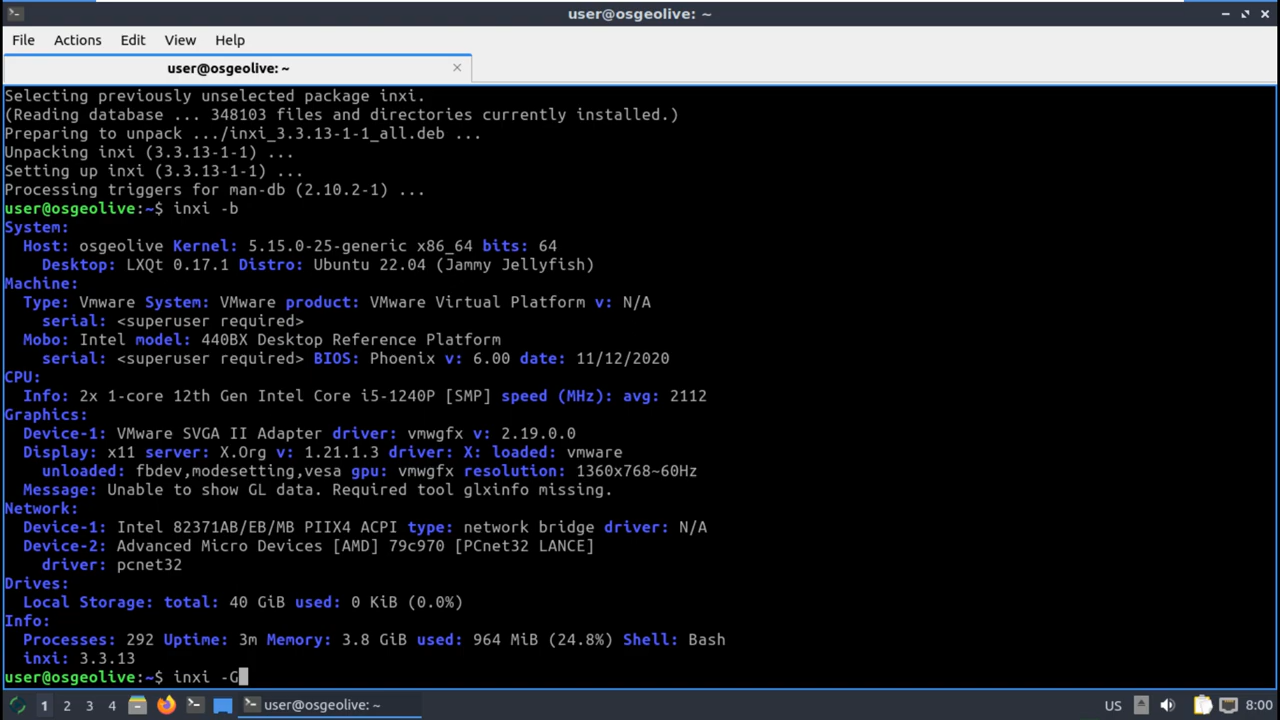 user@osgeolive: ~
File Actions Edit View Help
user@osgeolive: ~
Selecting previously unselected package inxi.
(Reading database ... 348103 files and directories currently installed.)
Preparing to unpack .../inxi_3.3.13-1-1_all.deb ...
Unpacking inxi (3.3.13-1-1) ...
Setting up inxi (3.3.13-1-1) ...
Processing triggers for man-db (2.10.2-1) ...
user@osgeolive:~$ inxi -b
System:
  Host: osgeolive Kernel: 5.15.0-25-generic x86_64 bits: 64
    Desktop: LXQt 0.17.1 Distro: Ubuntu 22.04 (Jammy Jellyfish)
Machine:
  Type: Vmware System: VMware product: VMware Virtual Platform v: N/A
    serial: <superuser required>
  Mobo: Intel model: 440BX Desktop Reference Platform
    serial: <superuser required> BIOS: Phoenix v: 6.00 date: 11/12/2020
CPU:
  Info: 2x 1-core 12th Gen Intel Core i5-1240P [SMP] speed (MHz): avg: 2112
Graphics:
  Device-1: VMware SVGA II Adapter driver: vmwgfx v: 2.19.0.0
  Display: x11 server: X.Org v: 1.21.1.3 driver: X: loaded: vmware
    unloaded: fbdev,modesetting,vesa gpu: vmwgfx resolution: 1360x768~60Hz
  Message: Unable to show GL data. Required tool glxinfo missing.
Network:
  Device-1: Intel 82371AB/EB/MB PIIX4 ACPI type: network bridge driver: N/A
  Device-2: Advanced Micro Devices [AMD] 79c970 [PCnet32 LANCE]
    driver: pcnet32
Drives:
  Local Storage: total: 40 GiB used: 0 KiB (0.0%)
Info:
  Processes: 292 Uptime: 3m Memory: 3.8 GiB used: 964 MiB (24.8%) Shell: Bash
  inxi: 3.3.13
user@osgeolive:~$ inxi -G
1 2 3 4 user@osgeolive: ~ US 8:00